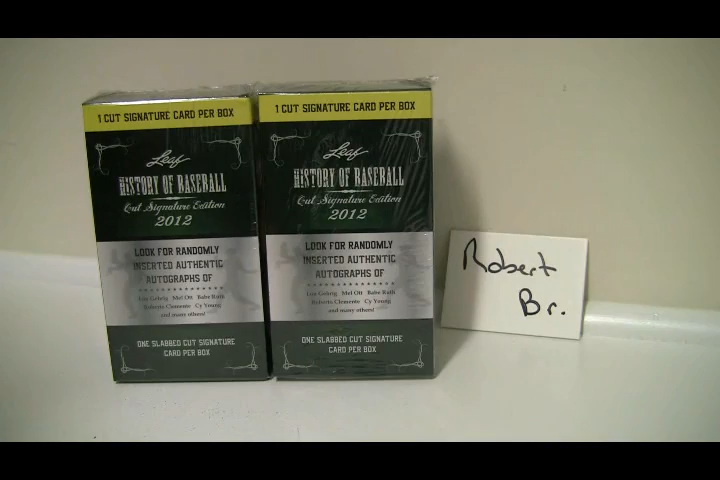 1 CUT SIGNATURE CARD PER BOX
Leaf
HISTORY OF BASEBALL
Cut Signature Edition
2012
LOOK FOR RANDOMLY
INSERTED AUTHENTIC
AUTOGRAPHS OF
Lou Gehrig Mel Ott Babe Ruth
Roberto Clemente Cy Young
and many others!
ONE SLABBED CUT SIGNATURE
CARD PER BOX
1 CUT SIGNATURE CARD PER BOX
Leaf
HISTORY OF BASEBALL
Cut Signature Edition
2012
LOOK FOR RANDOMLY
INSERTED AUTHENTIC
AUTOGRAPHS OF
Lou Gehrig Mel Ott Babe Ruth
Roberto Clemente Cy Young
and many others!
ONE SLABBED CUT SIGNATURE
CARD PER BOX
Robert
Br.